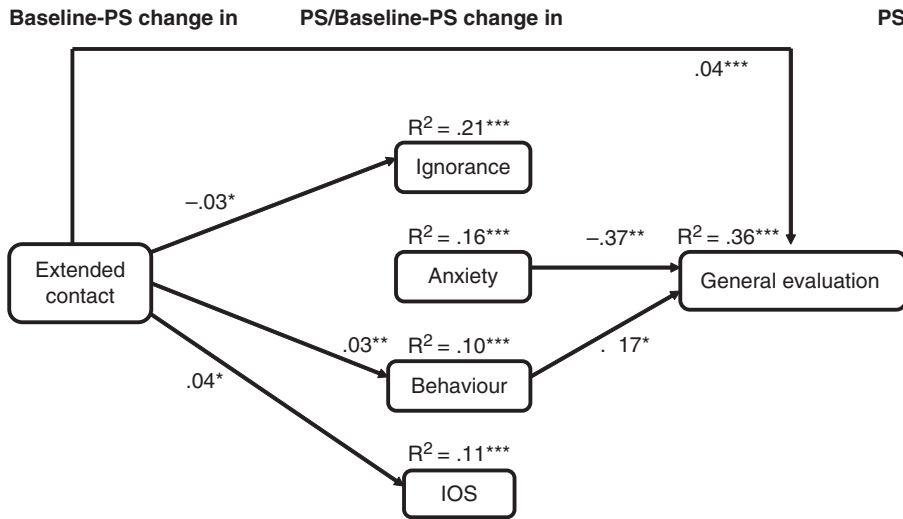 Baseline-PS change in PS/Baseline-PS change in PS
.04***
R² = .21***
Ignorance
–.03*
R² = .16*** –.37** R² = .36***
Extended
contact
Anxiety
General evaluation
.03** R² = .10*** . 17*
.04*
Behaviour
R² = .11***
IOS